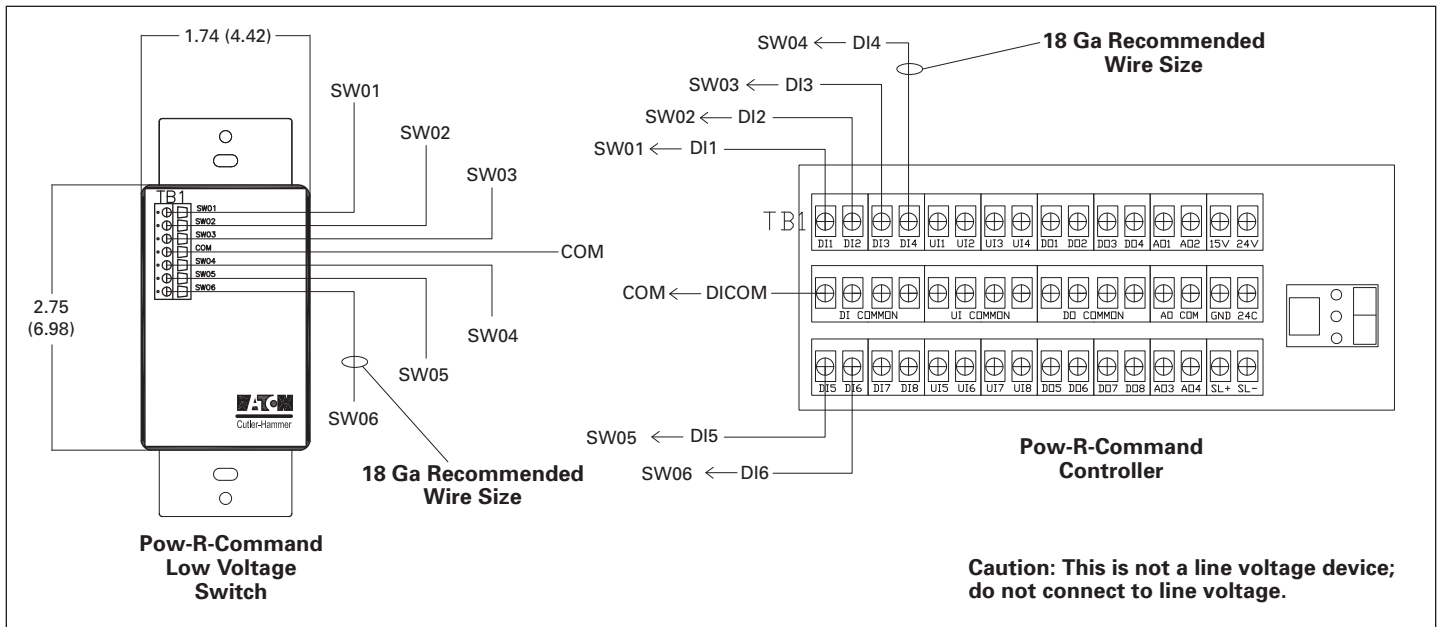 1.74 (4.42)
SW01
SW02
SW03
COM
SW04
SW05
SW06
2.75
(6.98)
TB1
SW01
SW02
SW03
COM
SW04
SW05
SW06
EATON
Cutler-Hammer
18 Ga Recommended
Wire Size
Pow-R-Command
Low Voltage
Switch
SW04 ← DI4
18 Ga Recommended
Wire Size
SW03 ← DI3
SW02 ← DI2
SW01 ← DI1
TB1
DI1 DI2 DI3 DI4 UI1 UI2 UI3 UI4 DO1 DO2 DO3 DO4 AO1 AO2 15V 24V
COM ← DICOM
DI COMMON UI COMMON DO COMMON AO COM GND 24C
DI5 DI6 DI7 DI8 UI5 UI6 UI7 UI8 DO5 DO6 DO7 DO8 AO3 AO4 SL+ SL-
SW05 ← DI5
SW06 ← DI6
Pow-R-Command
Controller
Caution: This is not a line voltage device;
do not connect to line voltage.